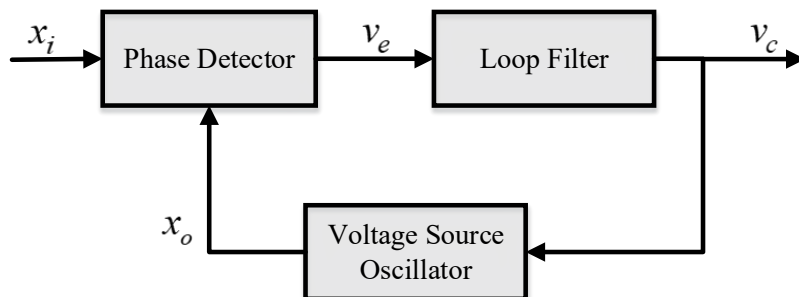 x_i
Phase Detector
v_e
Loop Filter
v_c
x_o
Voltage Source
Oscillator